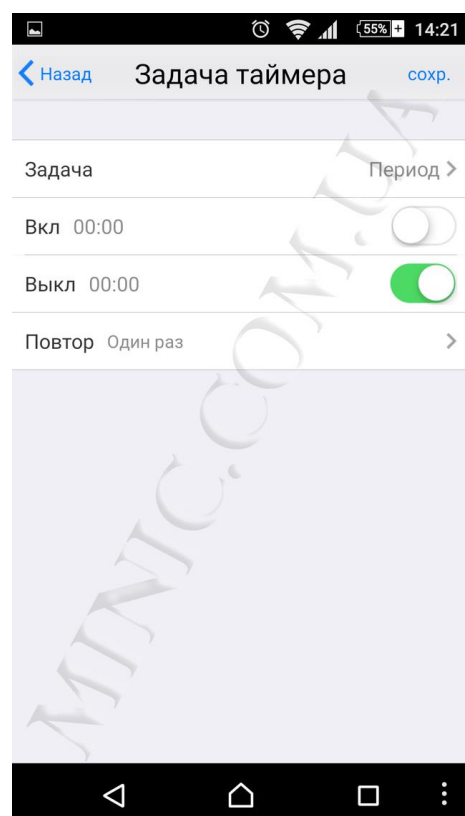 55% 14:21
Назад Задача таймера сохр.
Задача Период
Вкл 00:00
Выкл 00:00
Повтор Один раз
MINIC.COM.UA